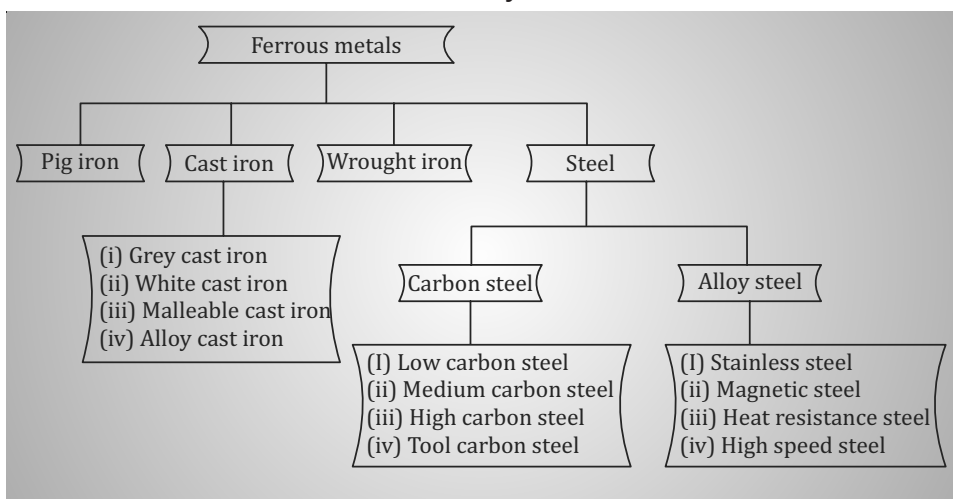 Ferrous metals
Pig iron
Cast iron
Wrought iron
Steel
(i) Grey cast iron
(ii) White cast iron
(iii) Malleable cast iron
(iv) Alloy cast iron
Carbon steel
Alloy steel
(I) Low carbon steel
(ii) Medium carbon steel
(iii) High carbon steel
(iv) Tool carbon steel
(I) Stainless steel
(ii) Magnetic steel
(iii) Heat resistance steel
(iv) High speed steel